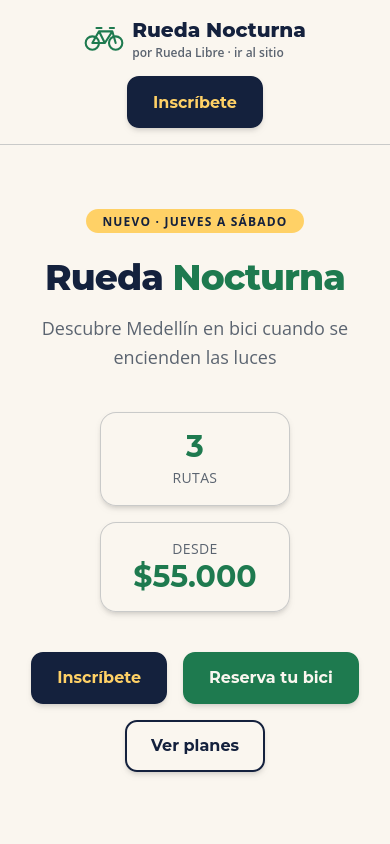 Rueda Nocturna
por Rueda Libre · ir al sitio
Inscríbete
NUEVO · JUEVES A SÁBADO
Rueda Nocturna
Descubre Medellín en bici cuando se
encienden las luces
3
RUTAS
DESDE
$55.000
Inscríbete
Reserva tu bici
Ver planes